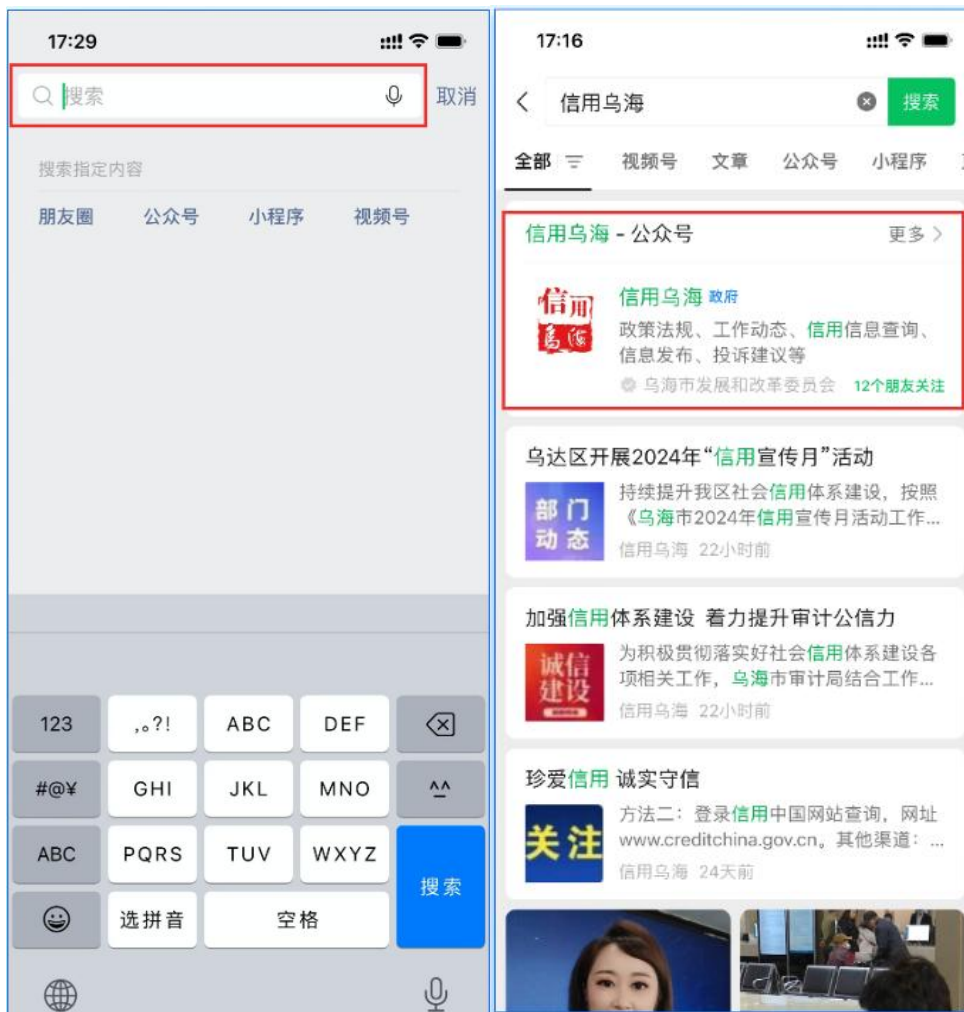 17:29
搜索
取消
搜索指定内容
朋友圈
公众号
小程序
视频号
123
,。?!
ABC
DEF
#@¥
GHI
JKL
MNO
^^
ABC
PQRS
TUV
WXYZ
搜索
选拼音
空格
17:16
信用乌海
搜索
全部
视频号
文章
公众号
小程序
信用乌海 - 公众号
更多
信用乌海
信用乌海 政府
政策法规、工作动态、信用信息查询、
信息发布、投诉建议等
乌海市发展和改革委员会 12个朋友关注
乌达区开展2024年“信用宣传月”活动
部门
动态
持续提升我区社会信用体系建设，按照
《乌海市2024年信用宣传月活动工作...
信用乌海 22小时前
加强信用体系建设 着力提升审计公信力
诚信
建设
为积极贯彻落实好社会信用体系建设各
项相关工作，乌海市审计局结合工作...
信用乌海 22小时前
珍爱信用 诚实守信
关注
方法二：登录信用中国网站查询，网址
www.creditchina.gov.cn。其他渠道：...
信用乌海 24天前